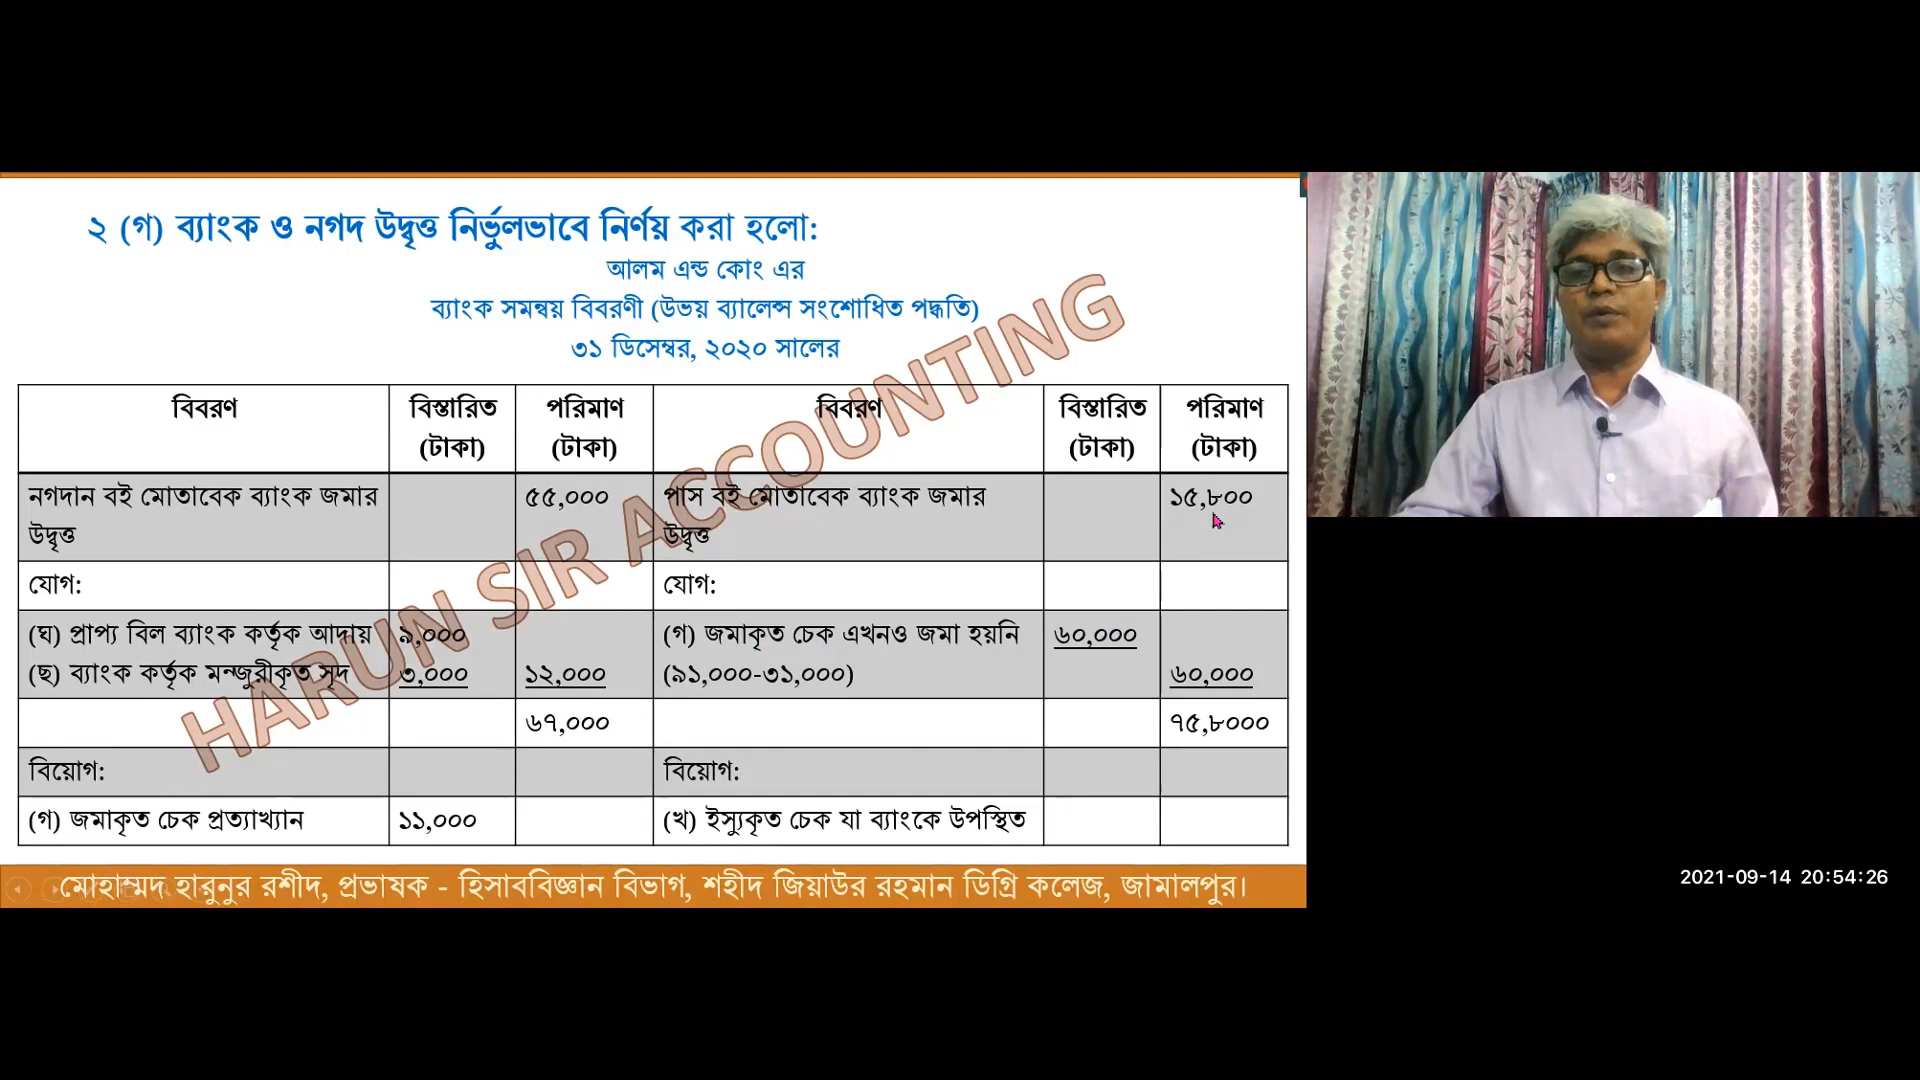 ২ (গ) ব্যাংক ও নগদ উদ্বৃত্ত নির্ভুলভাবে নির্ণয় করা হলো:
আলম এন্ড কোং এর
ব্যাংক সমন্বয় বিবরণী (উভয় ব্যালেন্স সংশোধিত পদ্ধতি)
৩১ ডিসেম্বর, ২০২০ সালের
বিবরণ বিস্তারিত (টাকা) পরিমাণ (টাকা) বিবরণ বিস্তারিত (টাকা) পরিমাণ (টাকা)
নগদান বই মোতাবেক ব্যাংক জমার উদ্বৃত্ত ৫৫,০০০ পাস বই মোতাবেক ব্যাংক জমার উদ্বৃত্ত ১৫,৮০০
যোগ: যোগ:
(ঘ) প্রাপ্য বিল ব্যাংক কর্তৃক আদায় ৯,০০০ (গ) জমাকৃত চেক এখনও জমা হয়নি ৬০,০০০
(ছ) ব্যাংক কর্তৃক মন্জুরীকৃত সুদ ৩,০০০ ১২,০০০ (৯১,০০০-৩১,০০০) ৬০,০০০
৬৭,০০০ ৭৫,৮০০০
বিয়োগ: বিয়োগ:
(গ) জমাকৃত চেক প্রত্যাখ্যান ১১,০০০ (খ) ইস্যুকৃত চেক যা ব্যাংকে উপস্থিত
HARUN SIR ACCOUNTING
মোহাম্মদ হারুনুর রশীদ, প্রভাষক - হিসাববিজ্ঞান বিভাগ, শহীদ জিয়াউর রহমান ডিগ্রি কলেজ, জামালপুর।
2021-09-14 20:54:26